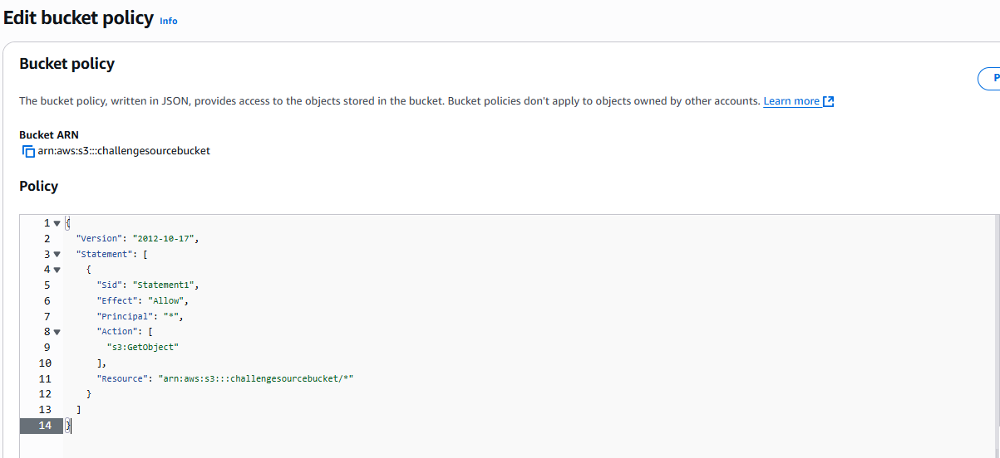 Edit bucket policy Info
Bucket policy
P
The bucket policy, written in JSON, provides access to the objects stored in the bucket. Bucket policies don't apply to objects owned by other accounts. Learn more
Bucket ARN
arn:aws:s3:::challengesourcebucket
Policy
1 {
2 "Version": "2012-10-17",
3 "Statement": [
4 {
5 "Sid": "Statement1",
6 "Effect": "Allow",
7 "Principal": "*",
8 "Action": [
9 "s3:GetObject"
10 ],
11 "Resource": "arn:aws:s3:::challengesourcebucket/*"
12 }
13 ]
14 }